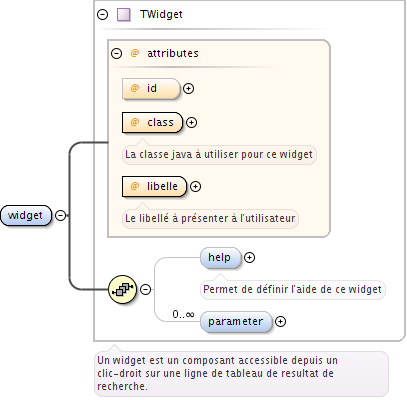 TWidget
@ attributes
@ id
@ class
La classe java à utiliser pour ce widget
@ libelle
Le libellé à présenter à l'utilisateur
widget
help
Permet de définir l'aide de ce widget
0..∞
parameter
Un widget est un composant accessible depuis un
clic-droit sur une ligne de tableau de resultat de
recherche.